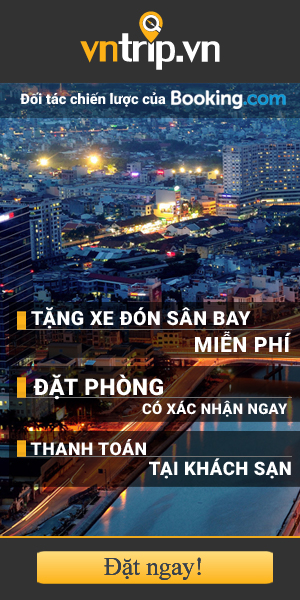 vntrip.vn
Đối tác chiến lược của Booking.com
TẶNG XE ĐÓN SÂN BAY
MIỄN PHÍ
ĐẶT PHÒNG
CÓ XÁC NHẬN NGAY
THANH TOÁN
TẠI KHÁCH SẠN
Đặt ngay!